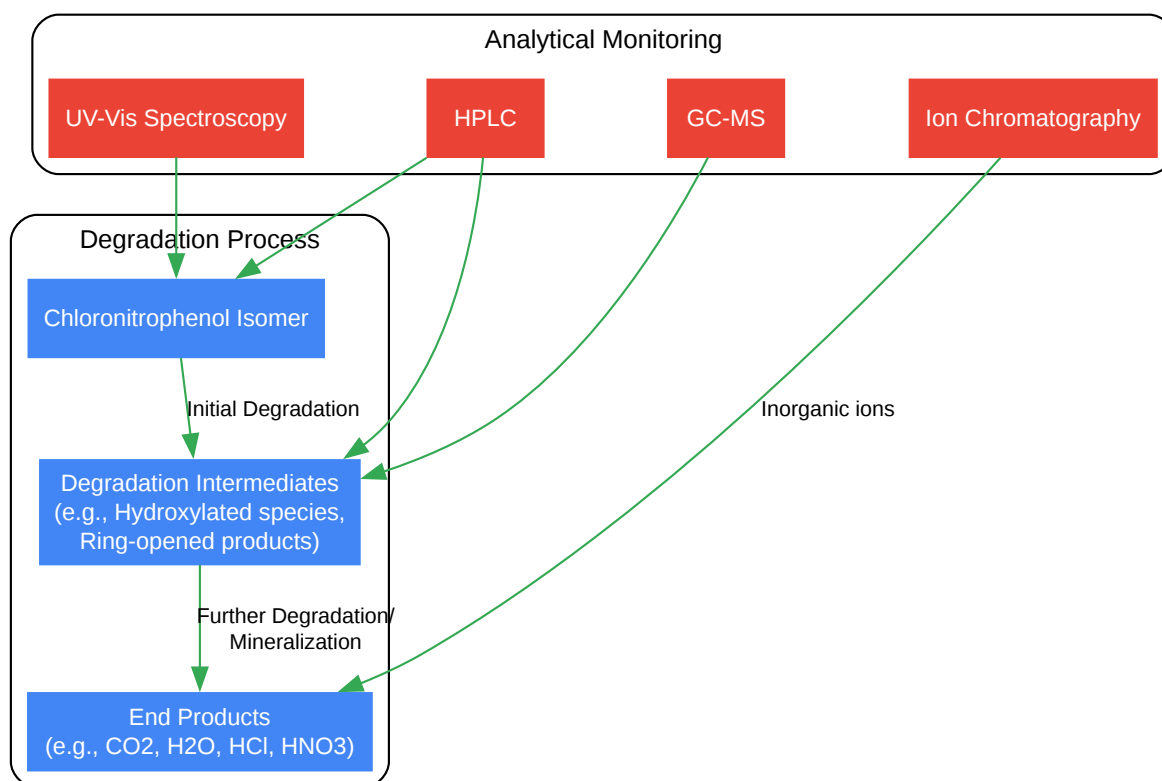 Analytical Monitoring
UV-Vis Spectroscopy
HPLC
GC-MS
Ion Chromatography
Degradation Process
Chloronitrophenol Isomer
Initial Degradation
Inorganic ions
Degradation Intermediates
(e.g., Hydroxylated species,
Ring-opened products)
Further Degradation/
Mineralization
End Products
(e.g., CO2, H2O, HCl, HNO3)